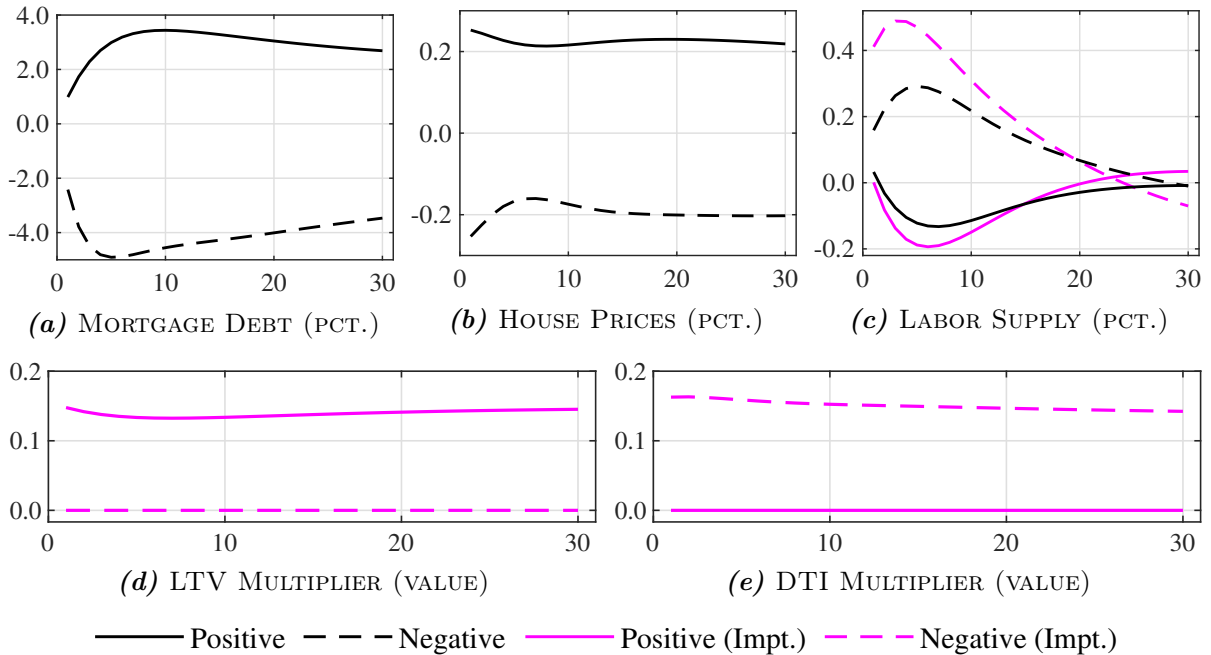 4.0
2.0
0.0
-2.0
-4.0
0 10 20 30
(a) MORTGAGE DEBT (PCT.)
0.2
0.0
-0.2
0 10 20 30
(b) HOUSE PRICES (PCT.)
0.4
0.2
0.0
-0.2
0 10 20 30
(c) LABOR SUPPLY (PCT.)
0.2
0.1
0.0
0 10 20 30
(d) LTV MULTIPLIER (VALUE)
0.2
0.1
0.0
0 10 20 30
(e) DTI MULTIPLIER (VALUE)
Positive Negative Positive (Impt.) Negative (Impt.)